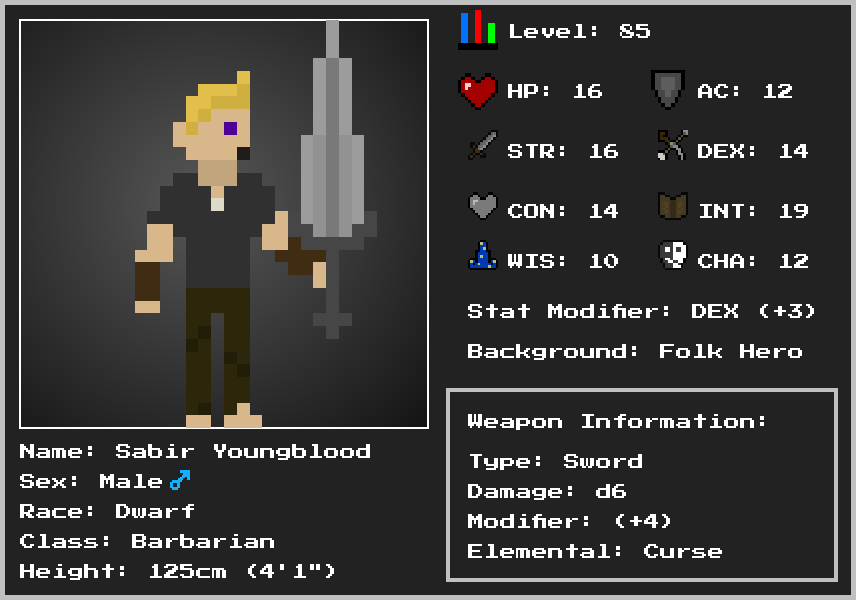 Level: 85
HP: 16
AC: 12
STR: 16
DEX: 14
CON: 14
INT: 19
WIS: 10
CHA: 12
Stat Modifier: DEX (+3)
Background: Folk Hero
Name: Sabir Youngblood
Sex: Male ♂
Race: Dwarf
Class: Barbarian
Height: 125cm (4'1")
Weapon Information:
Type: Sword
Damage: d6
Modifier: (+4)
Elemental: Curse